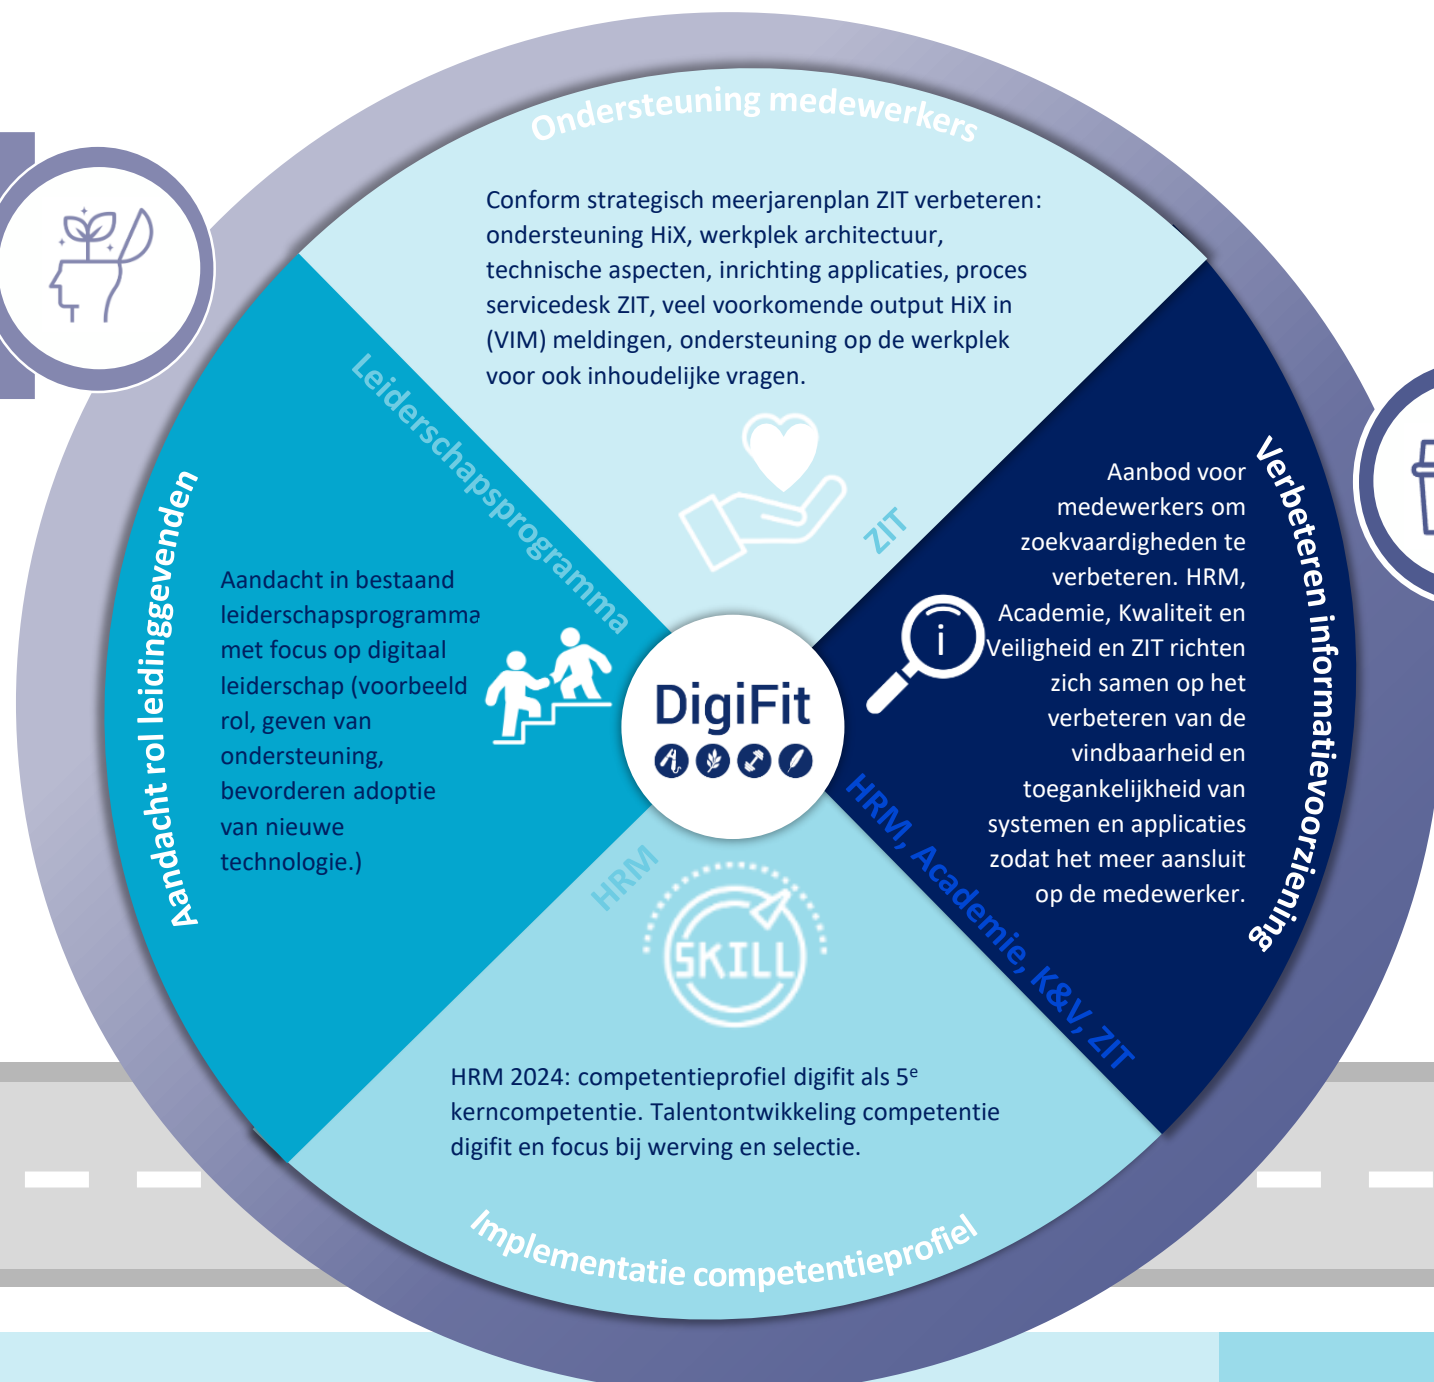 Ondersteuning medewerkers
Conform strategisch meerjarenplan ZIT verbeteren:
ondersteuning HiX, werkplek architectuur,
technische aspecten, inrichting applicaties, proces
servicedesk ZIT, veel voorkomende output HiX in
(VIM) meldingen, ondersteuning op de werkplek
voor ook inhoudelijke vragen.
ZIT
Verbeteren informatievoorziening
Aanbod voor
medewerkers om
zoekvaardigheden te
verbeteren. HRM,
Academie, Kwaliteit en
Veiligheid en ZIT richten
zich samen op het
verbeteren van de
vindbaarheid en
toegankelijkheid van
systemen en applicaties
zodat het meer aansluit
op de medewerker.
i
HRM, Academie, K&V, ZIT
Aandacht rol leidinggevenden
Leiderschapsprogramma
Aandacht in bestaand
leiderschapsprogramma
met focus op digitaal
leiderschap (voorbeeld
rol, geven van
ondersteuning,
bevorderen adoptie
van nieuwe
technologie.)
DigiFit
HRM
SKILL
HRM 2024: competentieprofiel digifit als 5e
kerncompetentie. Talentontwikkeling competentie
digifit en focus bij werving en selectie.
Implementatie competentieprofiel